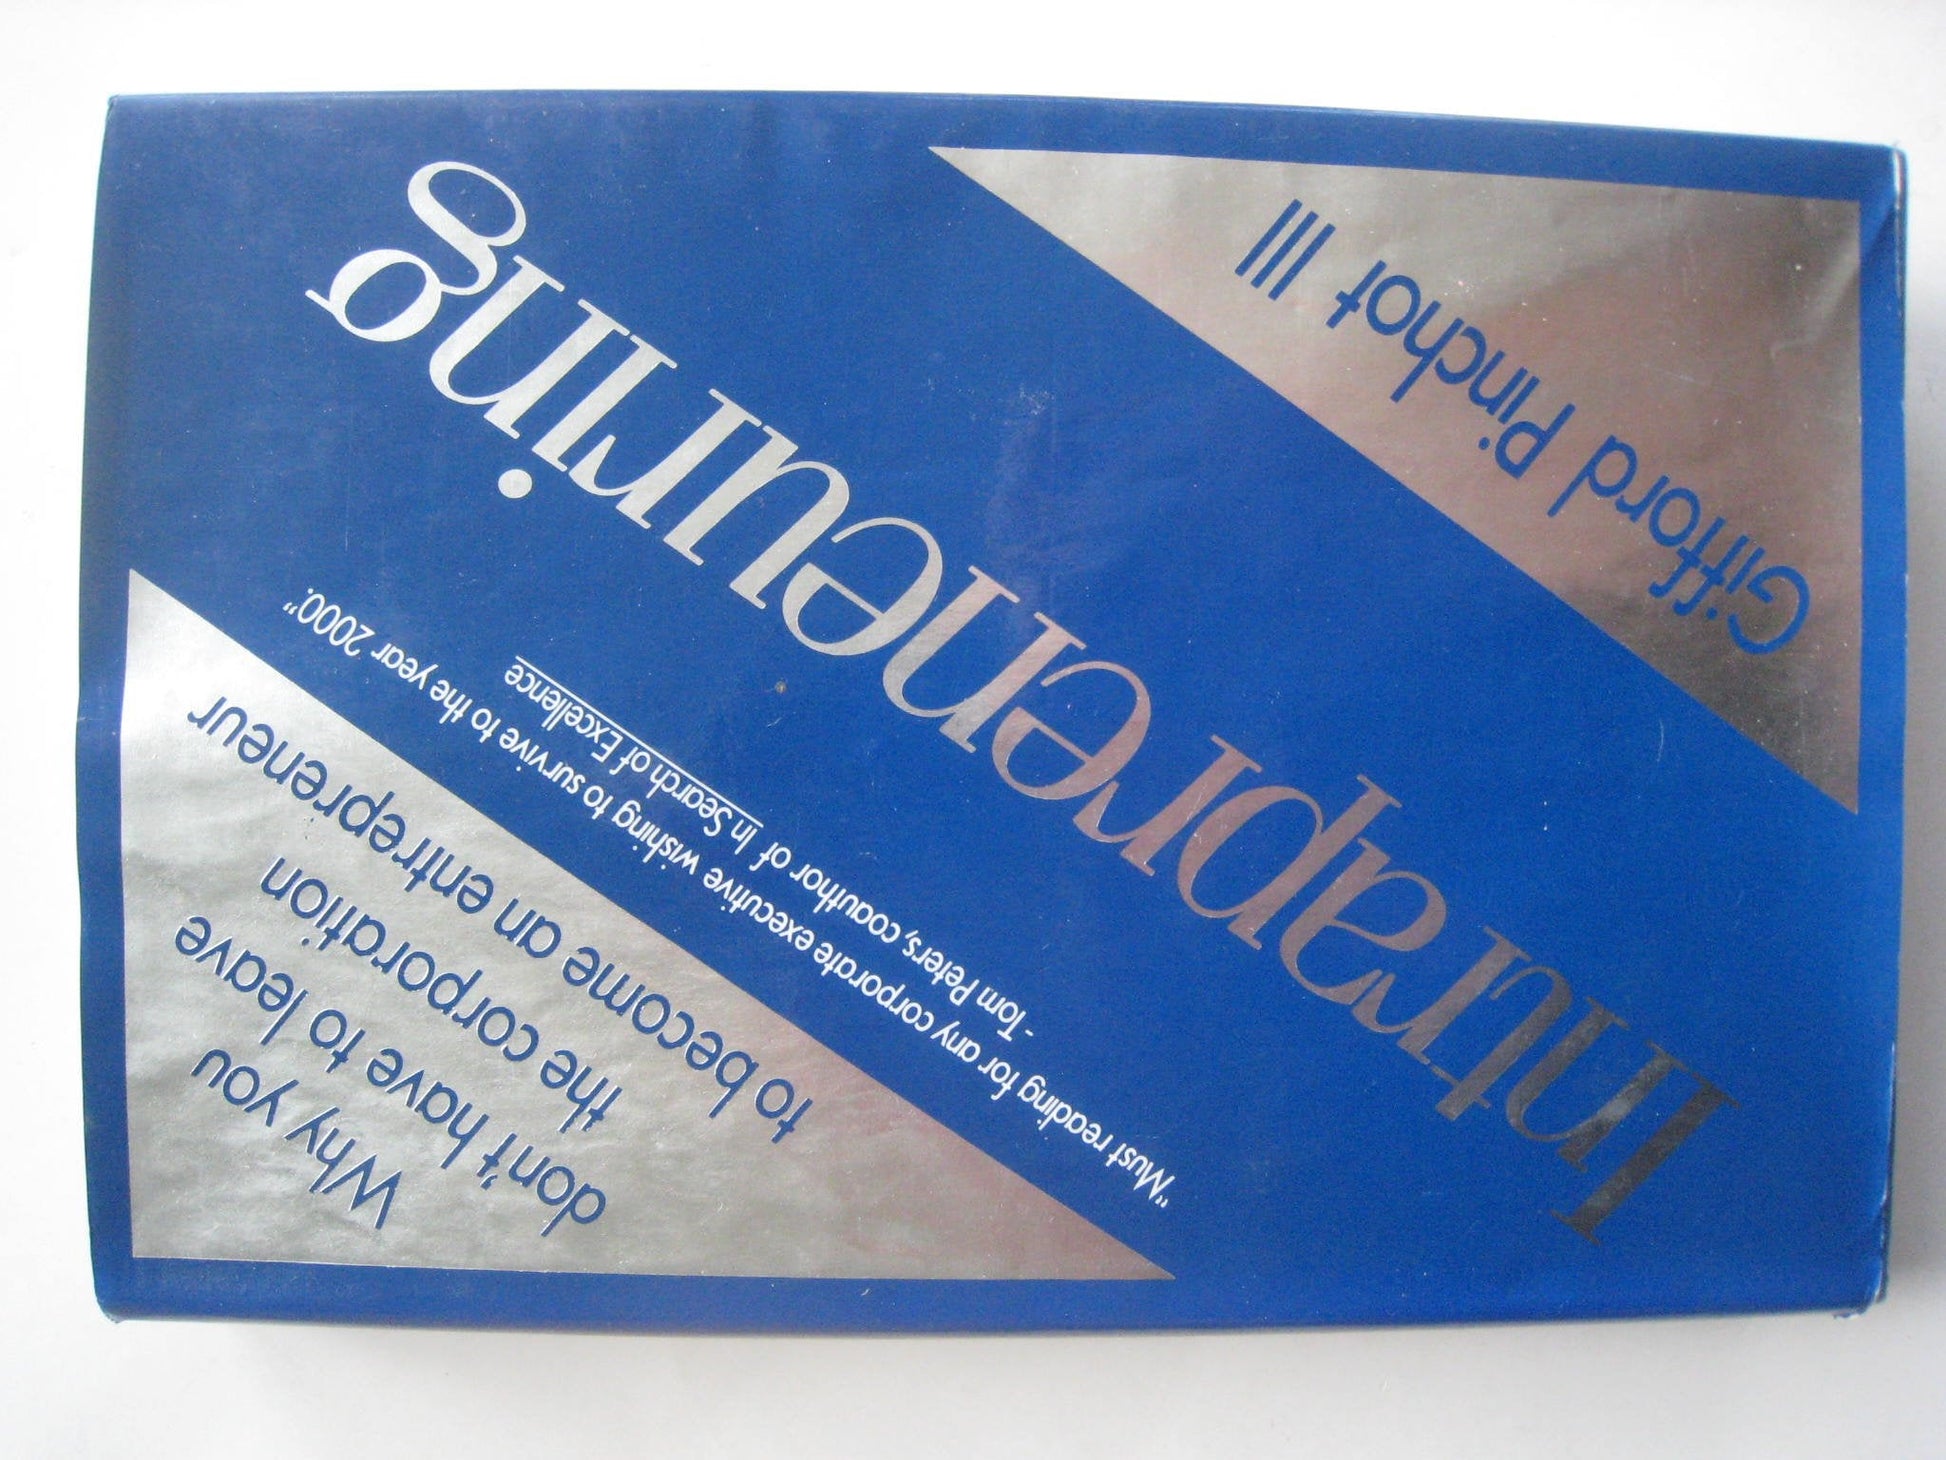 Gifford Pinchot III
Intrapreneuring
"Must reading for any corporate executive wishing to survive to the year 2000."
-Tom Peters, coauthor of In Search of Excellence
Why you
don't have to leave
the corporation
to become an entrepreneur